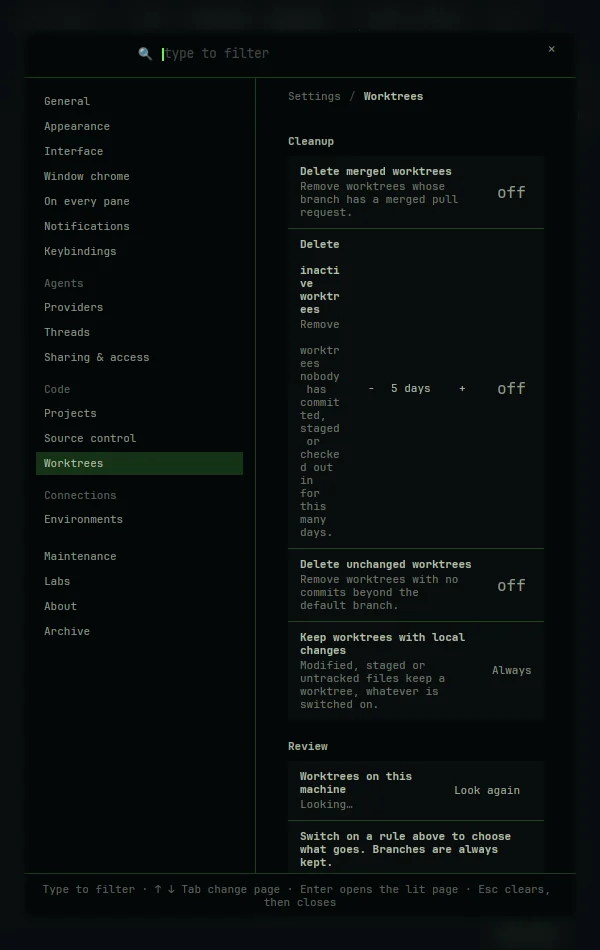 type to filter
×
General
Appearance
Interface
Window chrome
On every pane
Notifications
Keybindings
Agents
Providers
Threads
Sharing & access
Code
Projects
Source control
Worktrees
Connections
Environments
Maintenance
Labs
About
Archive
Settings / Worktrees
Cleanup
Delete merged worktrees
Remove worktrees whose
branch has a merged pull
request.
off
Delete
inacti
ve
worktr
ees
Remove
worktr
ees
nobody
has
commit
ted,
staged
or
checke
d out
in
for
this
many
days.
- 5 days +
off
Delete unchanged worktrees
Remove worktrees with no
commits beyond the
default branch.
off
Keep worktrees with local
changes
Modified, staged or
untracked files keep a
worktree, whatever is
switched on.
Always
Review
Worktrees on this
machine
Looking…
Look again
Switch on a rule above to choose
what goes. Branches are always
kept.
Type to filter · ↑ ↓ Tab change page · Enter opens the lit page · Esc clears,
then closes